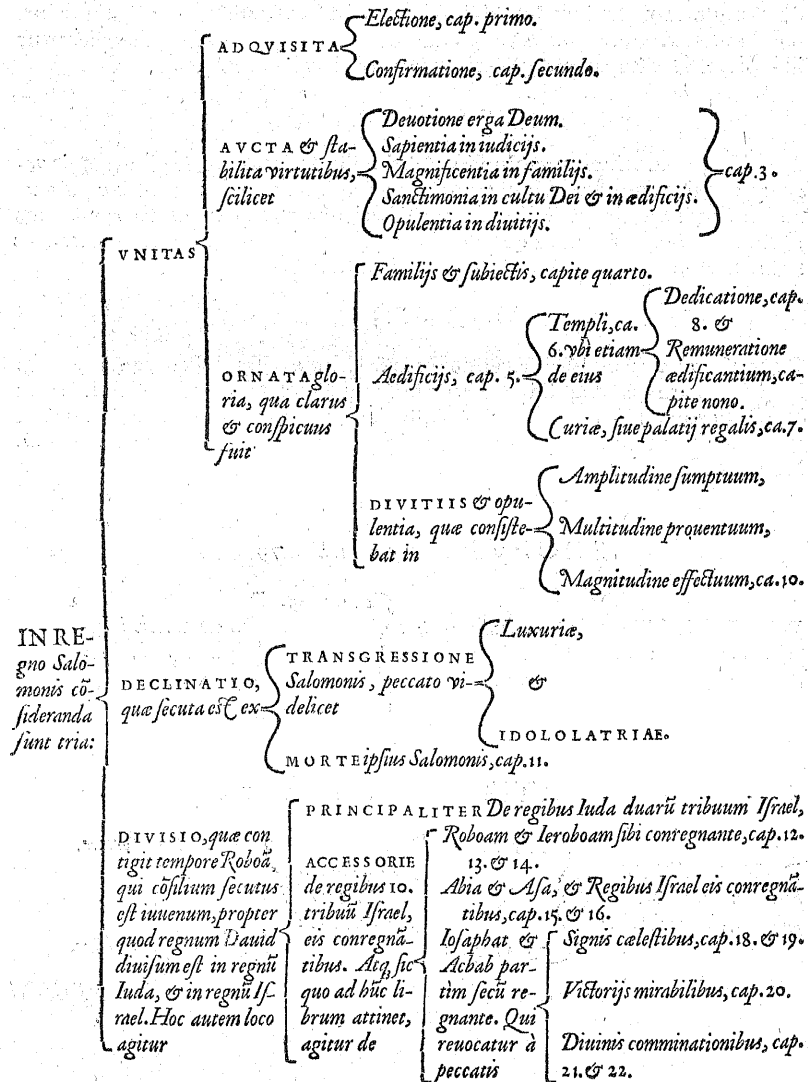 IN RE-
gno Salo-
monis cō-
sideranda
sunt tria:
VNITAS
ADQVISITA
Electione, cap. primo.
Confirmatione, cap. secundo.
AVCTA & sta-
bilita virtutibus,
scilicet
Deuotione erga Deum.
Sapientia in iudicijs.
Magnificentia in familijs.
Sanctimonia in cultu Dei & in ædificijs.
Opulentia in diuitijs.
cap. 3.
ORNATA glo-
ria, qua clarus
& conspicuus
fuit
Familijs & subiectis, capite quarto.
Aedificijs, cap. 5.
Templi, ca.
6. vbi etiam
de eius
Dedicatione, cap.
8. &
Remuneratione
ædificantium, ca-
pite nono.
Curiæ, siue palatij regalis, ca. 7.
DIVITIIS & opu-
lentia, quæ consiste-
bat in
Amplitudine sumptuum,
Multitudine prouentuum,
Magnitudine effectuum, ca. 10.
DECLINATIO,
quæ secuta est ex
TRANSGRESSIONE
Salomonis, peccato vi-
delicet
Luxuriæ,
&
IDOLOLATRIAE.
MORTE ipsius Salomonis, cap. 11.
DIVISIO, quæ con
tigit tempore Roboā,
qui cōsilium secutus
est iuuenum, propter
quod regnum Dauid
diuisum est in regnū
Iuda, & in regnū Is-
rael. Hoc autem loco
agitur
PRINCIPALITER De regibus Iuda duarū tribuum Israel,
ACCESSORIE
de regibus 10.
tribuū Israel,
eis conregnā-
tibus. Atq; sic
quo ad hūc li-
brum attinet,
agitur de
Roboam & Ieroboam sibi conregnante, cap. 12.
13. & 14.
Abia & Asa, & Regibus Israel eis conregnā-
tibus, cap. 15. & 16.
Iosaphat &
Achab par-
tim secū re-
gnante. Qui
reuocatur à
peccatis
Signis cælestibus, cap. 18. & 19.
Victorijs mirabilibus, cap. 20.
Diuinis comminationibus, cap.
21. & 22.